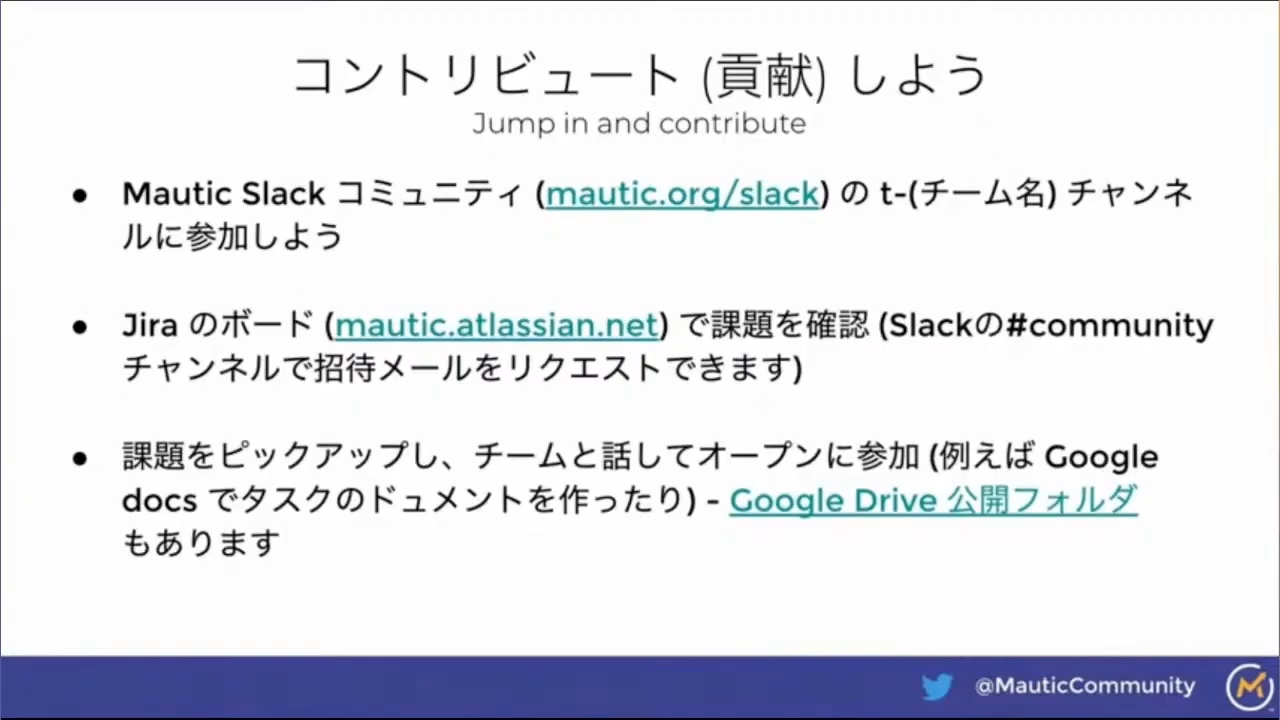 コントリビュート (貢献) しよう
Jump in and contribute
● Mautic Slack コミュニティ (mautic.org/slack) の t-(チーム名) チャンネ
ルに参加しよう
● Jira のボード (mautic.atlassian.net) で課題を確認 (Slackの#community
チャンネルで招待メールをリクエストできます)
● 課題をピックアップし、チームと話してオープンに参加 (例えば Google
docs でタスクのドュメントを作ったり) - Google Drive 公開フォルダ
もあります
@MauticCommunity